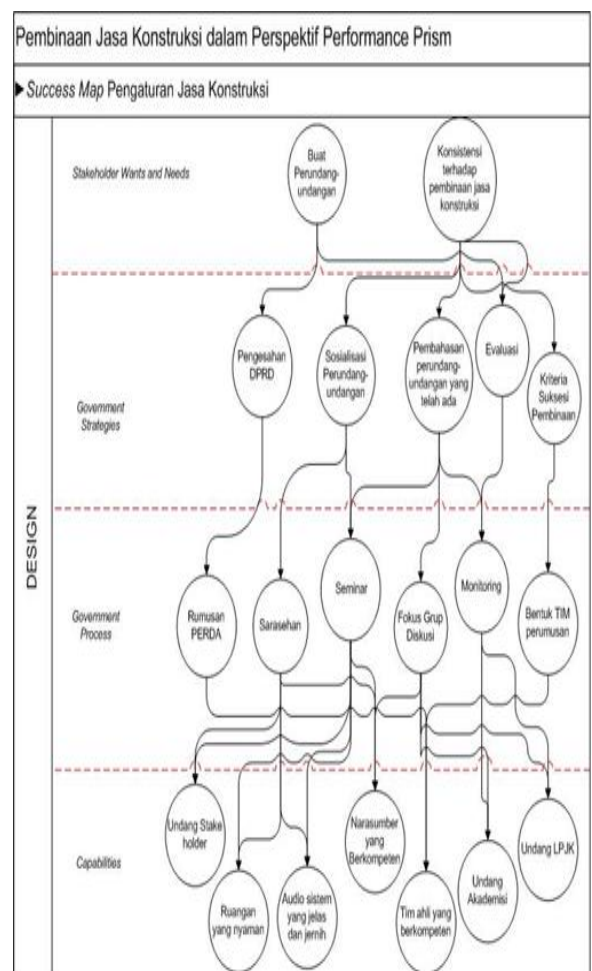 Pembinaan Jasa Konstruksi dalam Perspektif Performance Prism
▶Success Map Pengaturan Jasa Konstruksi
DESIGN
Stakeholder Wants and Needs
Buat
Perundang-
undangan
Konsistensi
terhadap
pembinaan jasa
konstruksi
Government
Strategies
Pengesahan
DPRD
Sosialisasi
Perundang-
undangan
Pembahasan
perundang-
undangan yang
telah ada
Evaluasi
Kriteria
Suksesi
Pembinaan
Government
Process
Rumusan
PERDA
Sarasehan
Seminar
Fokus Grup
Diskusi
Monitoring
Bentuk TIM
perumusan
Capabilities
Undang Stake
holder
Ruangan
yang nyaman
Audio sistem
yang jelas
dan jernih
Narasumber
yang
Berkompeten
Tim ahli yang
berkompeten
Undang
Akademisi
Undang LPJK